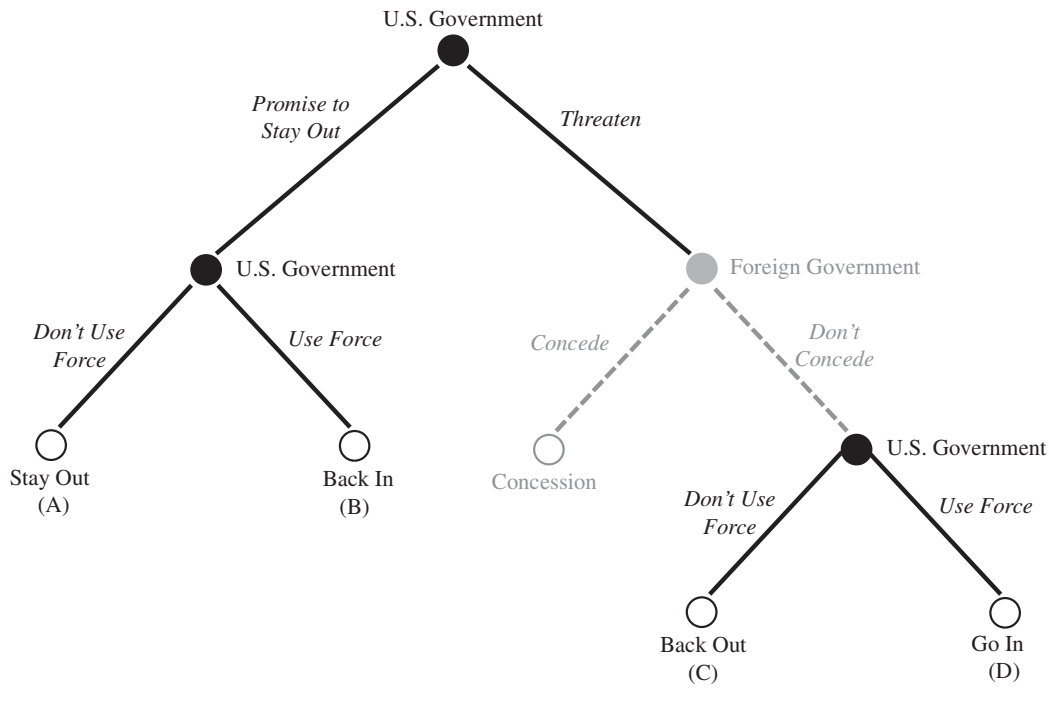 U.S. Government
Promise to
Stay Out
Threaten
U.S. Government
Foreign Government
Don't Use
Force
Use Force
Concede
Don't
Concede
Stay Out
(A)
Back In
(B)
Concession
U.S. Government
Don't Use
Force
Use Force
Back Out
(C)
Go In
(D)